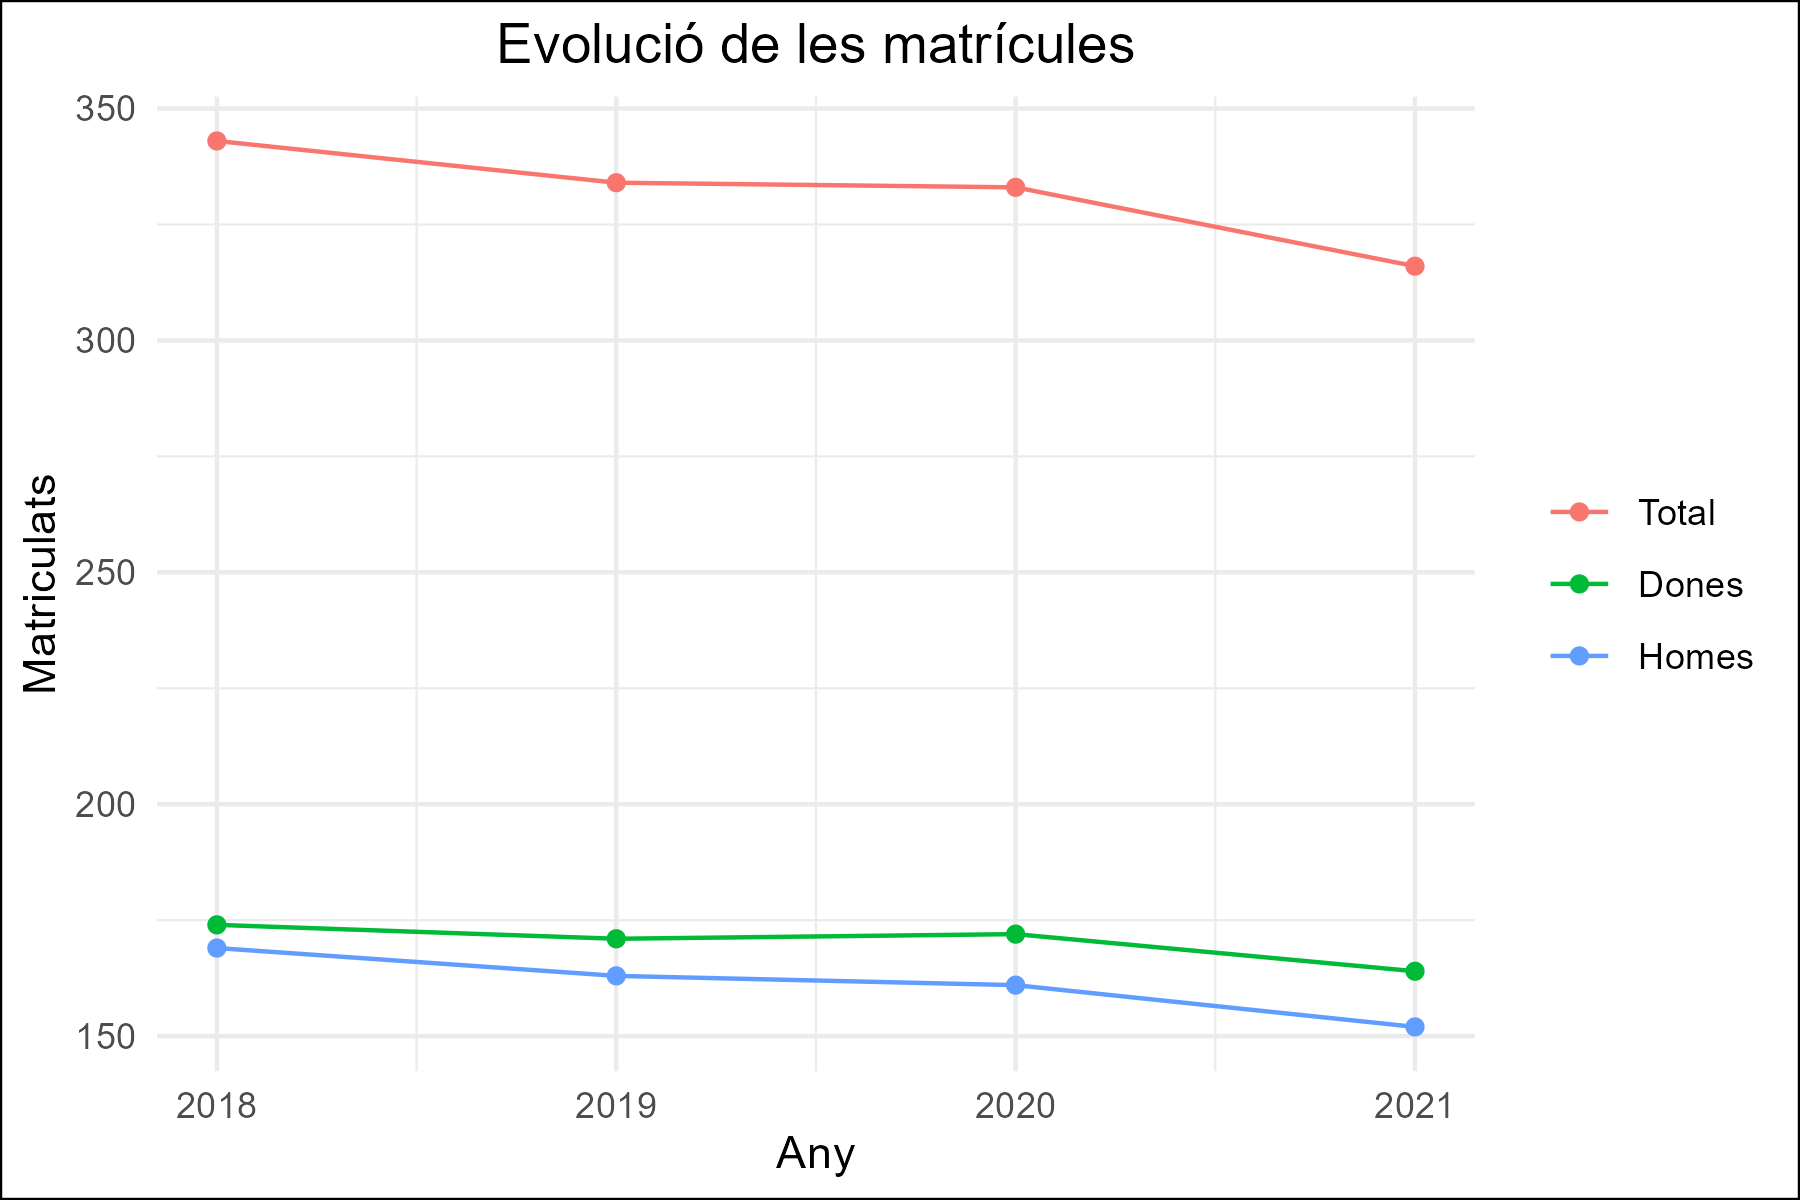 Evolució de les matrícules
350
300
250
200
150
Matriculats
2018 2019 2020 2021
Any
Total
Dones
Homes